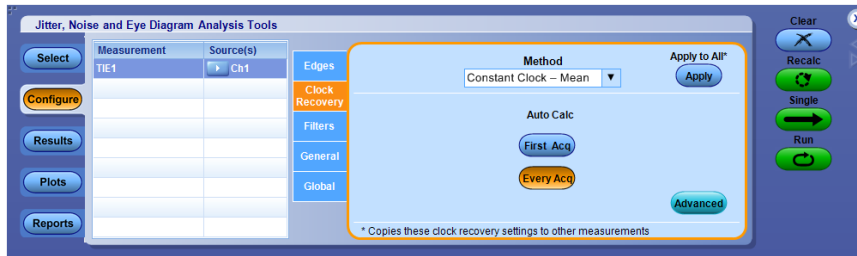 Jitter, Noise and Eye Diagram Analysis Tools
Clear
Select
Measurement Source(s)
TIE1 Ch1
Edges
Method
Constant Clock – Mean
Apply to All*
Apply
Recalc
Configure
Clock
Recovery
Single
Auto Calc
Filters
Results
First Acq
Run
General
Plots
Global
Every Acq
Advanced
Reports
* Copies these clock recovery settings to other measurements